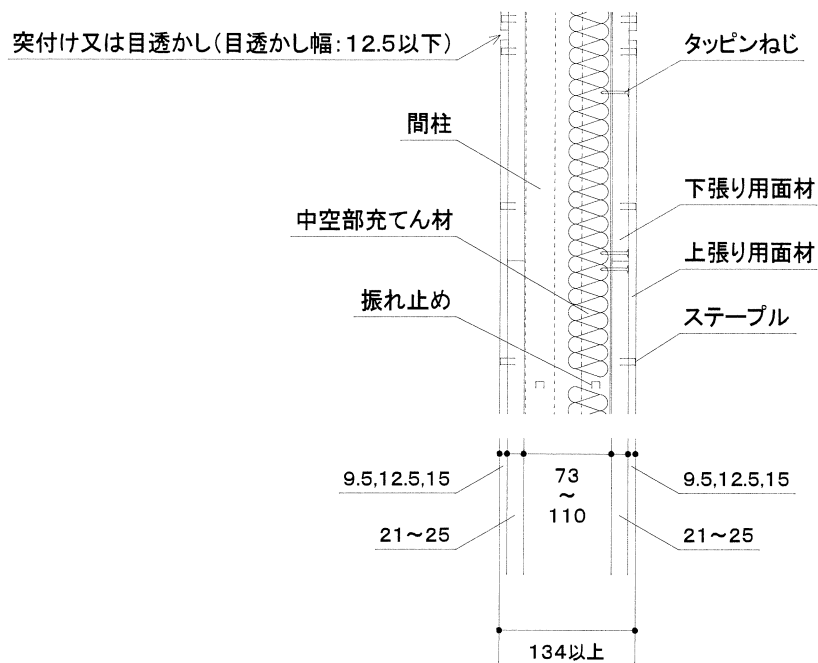 突付け又は目透かし(目透かし幅:12.5以下)
タッピンねじ
間柱
下張り用面材
中空部充てん材
上張り用面材
振れ止め
ステープル
9.5,12.5,15
73
~
110
9.5,12.5,15
21~25
21~25
134以上